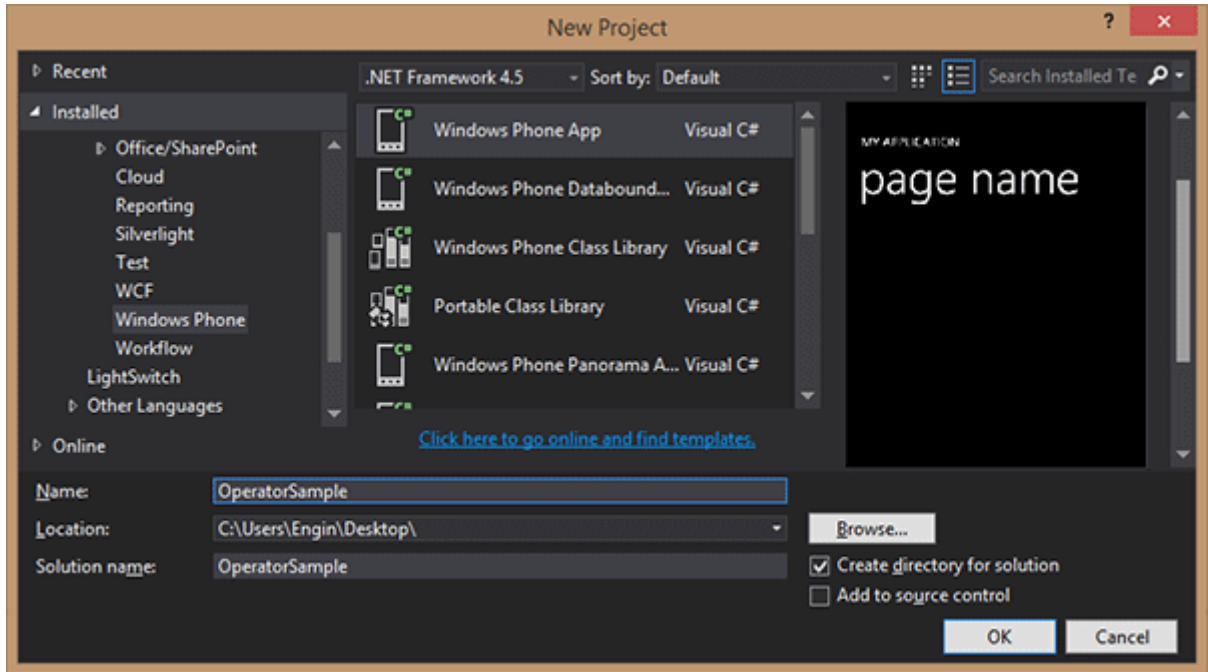 New Project
?
Recent
.NET Framework 4.5
Sort by: Default
Search Installed Te
Installed
Office/SharePoint
Cloud
Reporting
Silverlight
Test
WCF
Windows Phone
Workflow
LightSwitch
Other Languages
Online
Windows Phone App Visual C#
Windows Phone Databound... Visual C#
Windows Phone Class Library Visual C#
Portable Class Library Visual C#
Windows Phone Panorama A... Visual C#
Click here to go online and find templates.
MY APPLICATION
page name
Name: OperatorSample
Location: C:\Users\Engin\Desktop\
Browse...
Solution name: OperatorSample
Create directory for solution
Add to source control
OK
Cancel